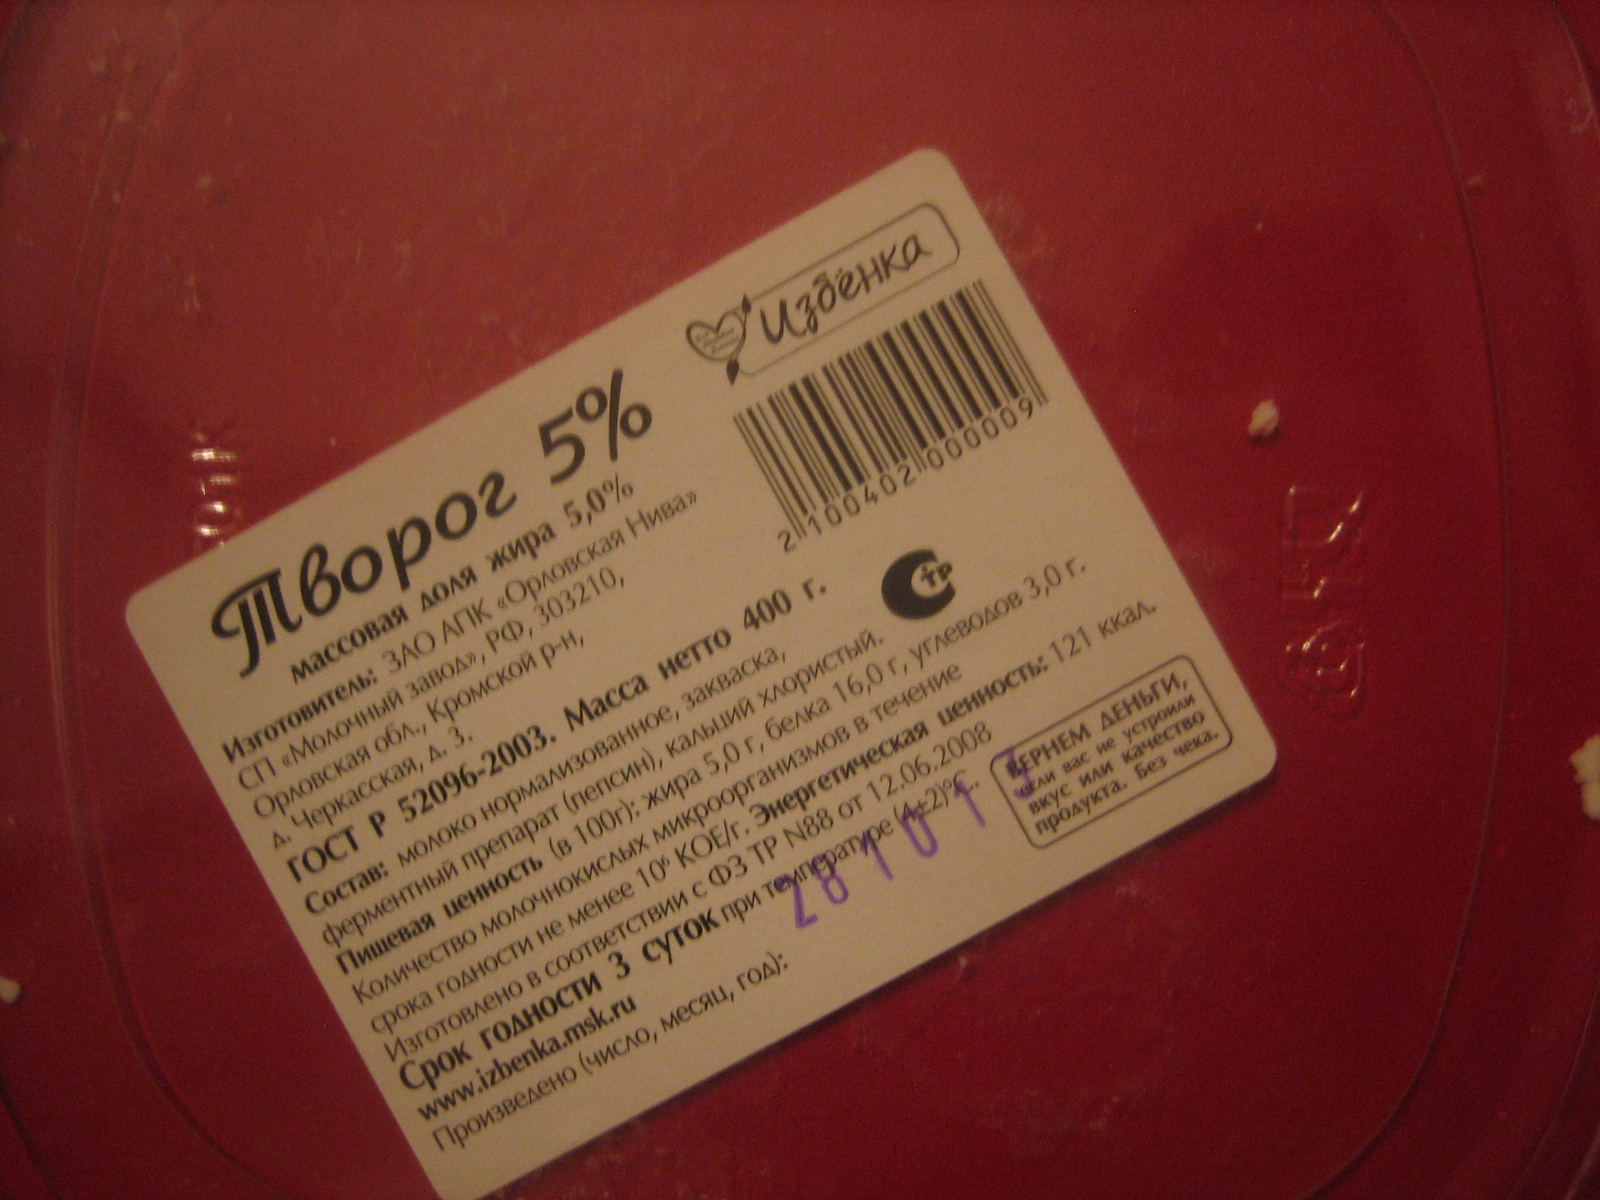 Избёнка
2 100402 000009
Творог 5%
массовая доля жира 5,0%
Изготовитель: ЗАО АПК «Орловская Нива»
СП «Молочный завод», РФ, 303210,
Орловская обл., Кромской р-н,
д. Черкасская, д. 3.
ГОСТ Р 52096-2003. Масса нетто 400 г.
Состав: молоко нормализованное, закваска,
ферментный препарат (пепсин), кальций хлористый.
Пищевая ценность (в 100г): жира 5,0 г, белка 16,0 г, углеводов 3,0 г.
Количество молочнокислых микроорганизмов в течение
срока годности не менее 10⁶ КОЕ/г. Энергетическая ценность: 121 ккал.
Изготовлено в соответствии с ФЗ ТР N88 от 12.06.2008
Срок годности 3 суток при температуре (4±2)°С.
www.izbenka.msk.ru
Произведено (число, месяц, год):
28 10 13
ВЕРНЕМ ДЕНЬГИ,
если вас не устроили
вкус или качество
продукта. Без чека.